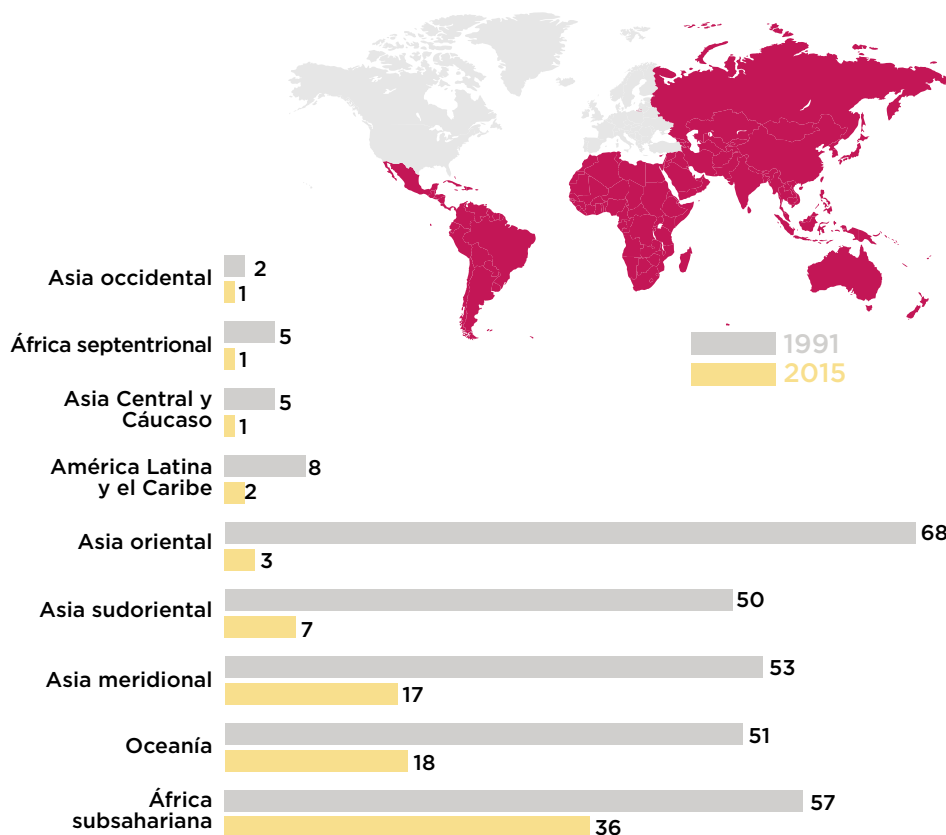 Asia occidental
2
1
África septentrional
5
1
1991
2015
Asia Central y
Cáucaso
5
1
América Latina
y el Caribe
8
2
Asia oriental
68
3
Asia sudoriental
50
7
Asia meridional
53
17
Oceanía
51
18
África
subsahariana
57
36